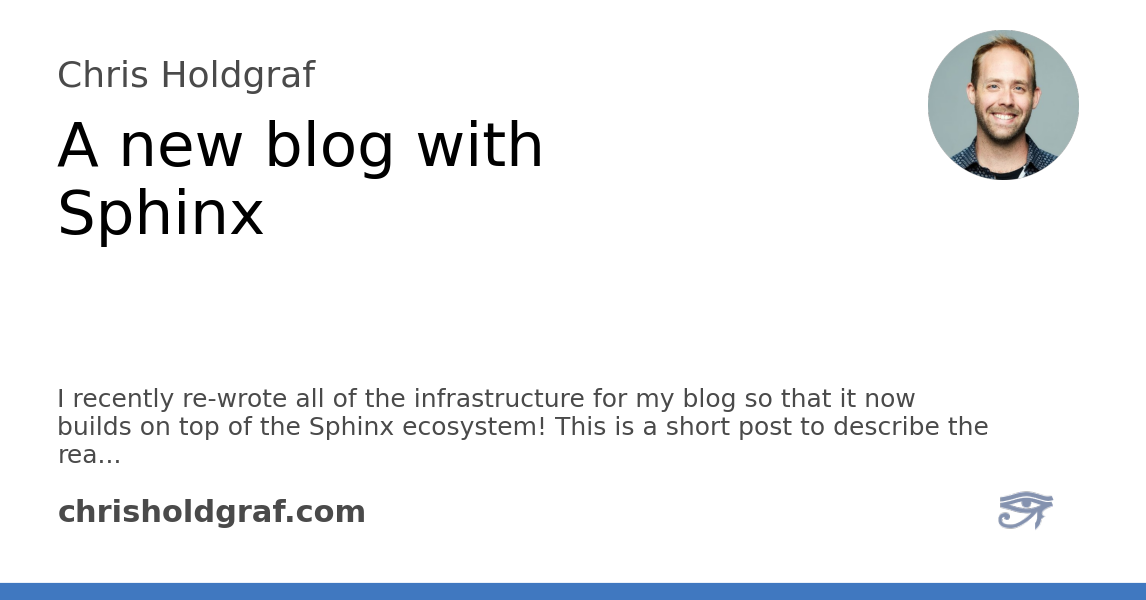 Chris Holdgraf
A new blog with
Sphinx
I recently re-wrote all of the infrastructure for my blog so that it now
builds on top of the Sphinx ecosystem! This is a short post to describe the
rea...
chrisholdgraf.com